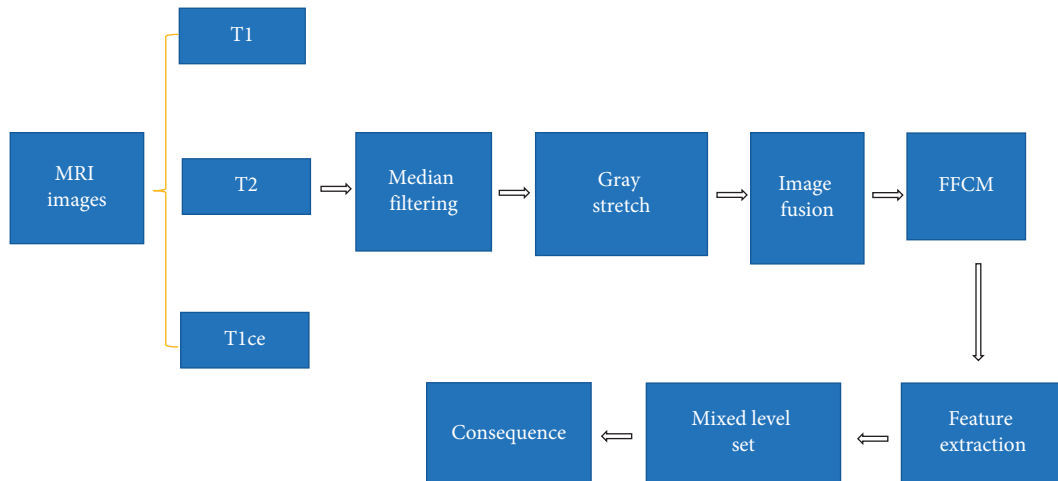 MRI
images
T1
T2
T1ce
Median
filtering
Gray
stretch
Image
fusion
FFCM
Feature
extraction
Mixed level
set
Consequence